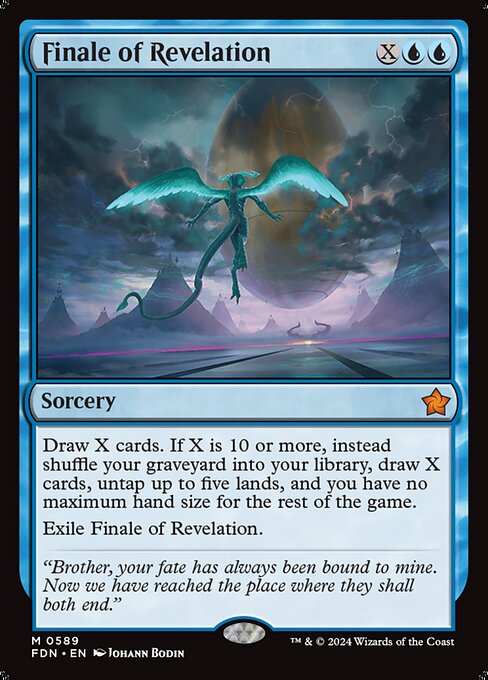 Finale of Revelation X
Sorcery
Draw X cards. If X is 10 or more, instead
shuffle your graveyard into your library, draw X
cards, untap up to five lands, and you have no
maximum hand size for the rest of the game.
Exile Finale of Revelation.
“Brother, your fate has always been bound to mine.
Now we have reached the place where they shall
both end.”
M 0589
FDN • EN Johann Bodin
™ & © 2024 Wizards of the Coast